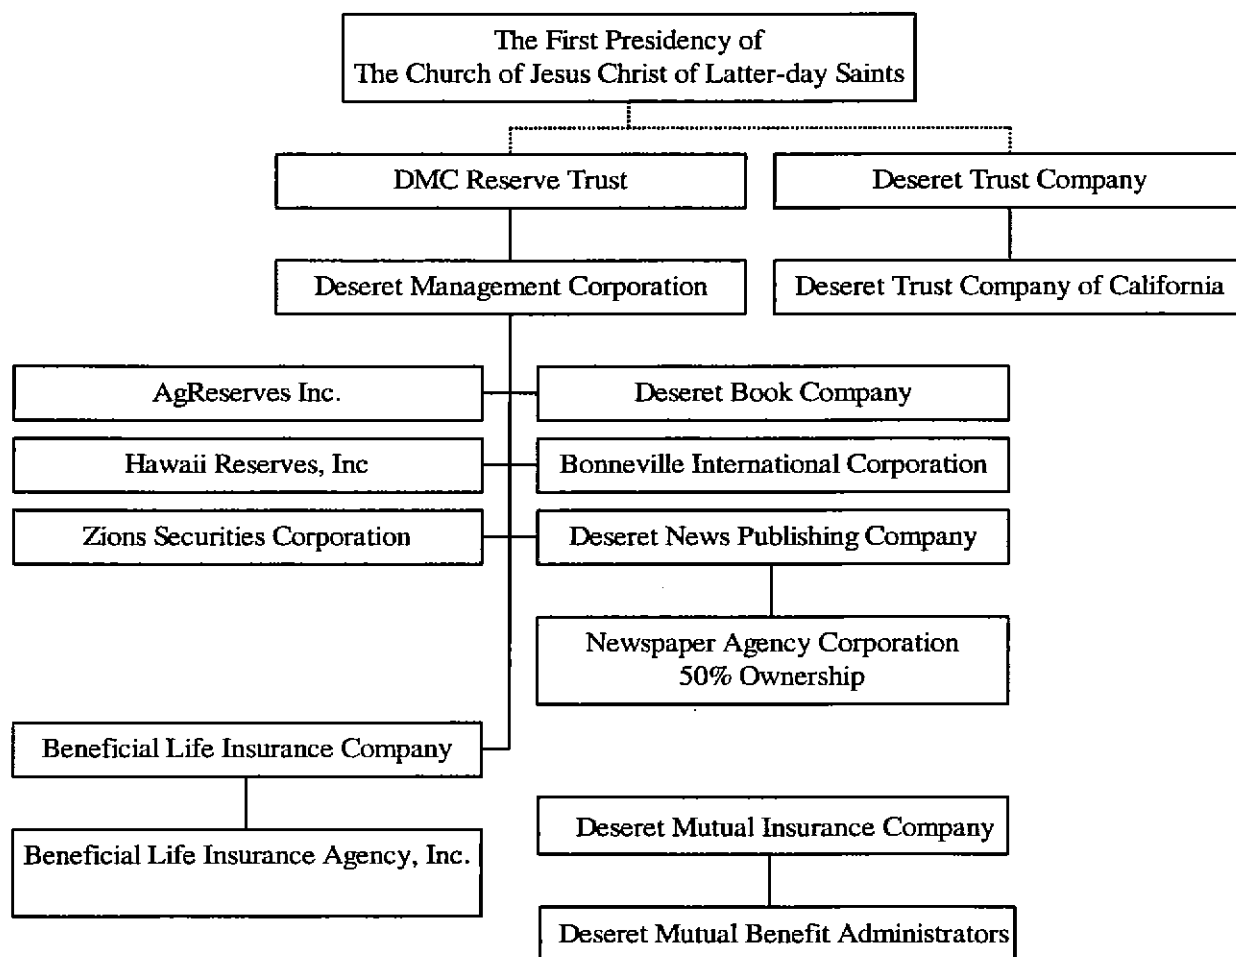 The First Presidency of
The Church of Jesus Christ of Latter-day Saints
DMC Reserve Trust
Deseret Trust Company
Deseret Management Corporation
Deseret Trust Company of California
AgReserves Inc.
Deseret Book Company
Hawaii Reserves, Inc
Bonneville International Corporation
Zions Securities Corporation
Deseret News Publishing Company
Newspaper Agency Corporation
50% Ownership
Beneficial Life Insurance Company
Deseret Mutual Insurance Company
Beneficial Life Insurance Agency, Inc.
Deseret Mutual Benefit Administrators